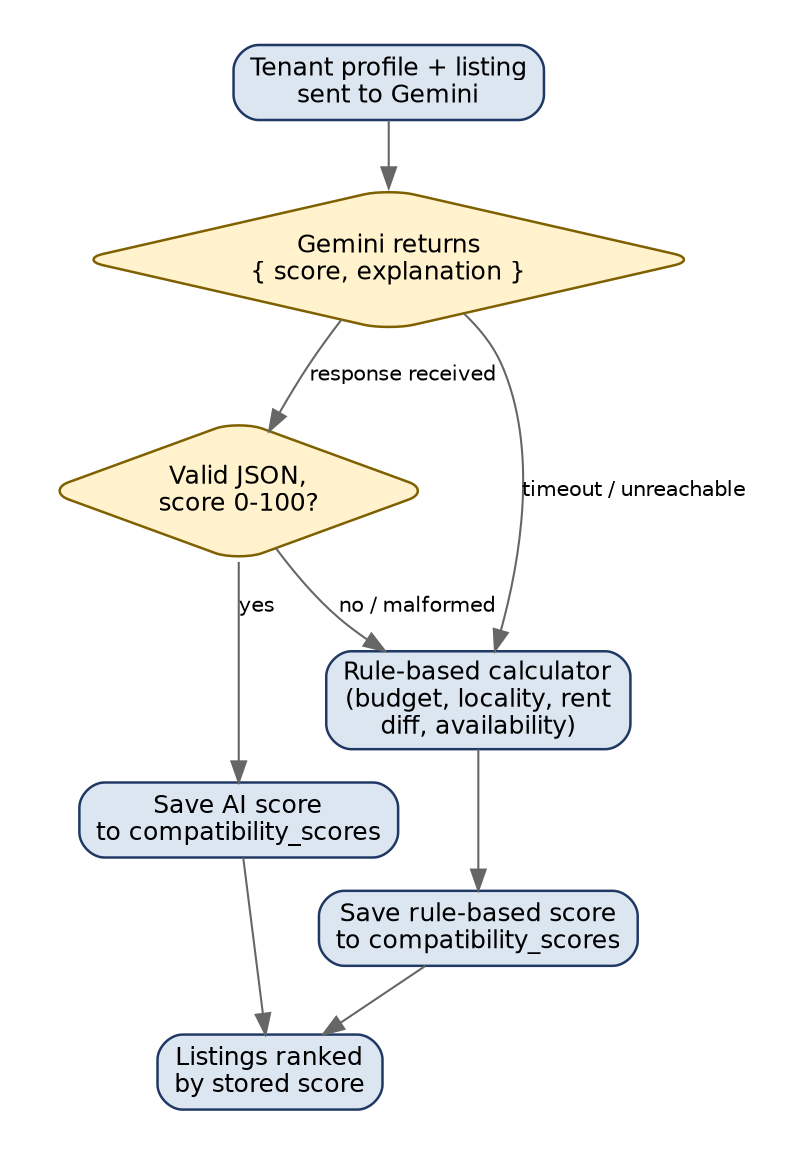 Tenant profile + listing
sent to Gemini
Gemini returns
{ score, explanation }
response received
Valid JSON,
score 0-100?
timeout / unreachable
yes
no / malformed
Rule-based calculator
(budget, locality, rent
diff, availability)
Save AI score
to compatibility_scores
Save rule-based score
to compatibility_scores
Listings ranked
by stored score